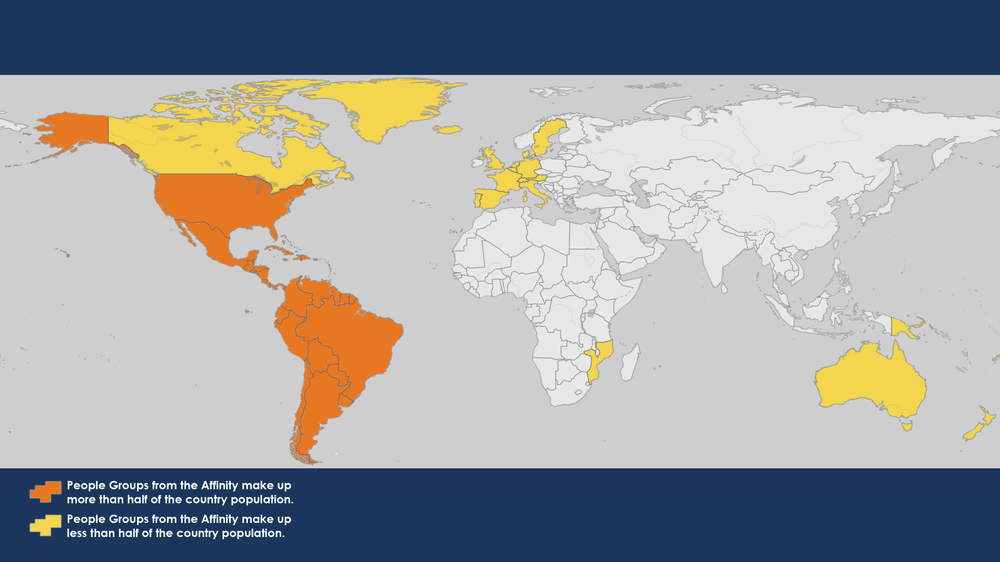 People Groups from the Affinity make up
more than half of the country population.
People Groups from the Affinity make up
less than half of the country population.